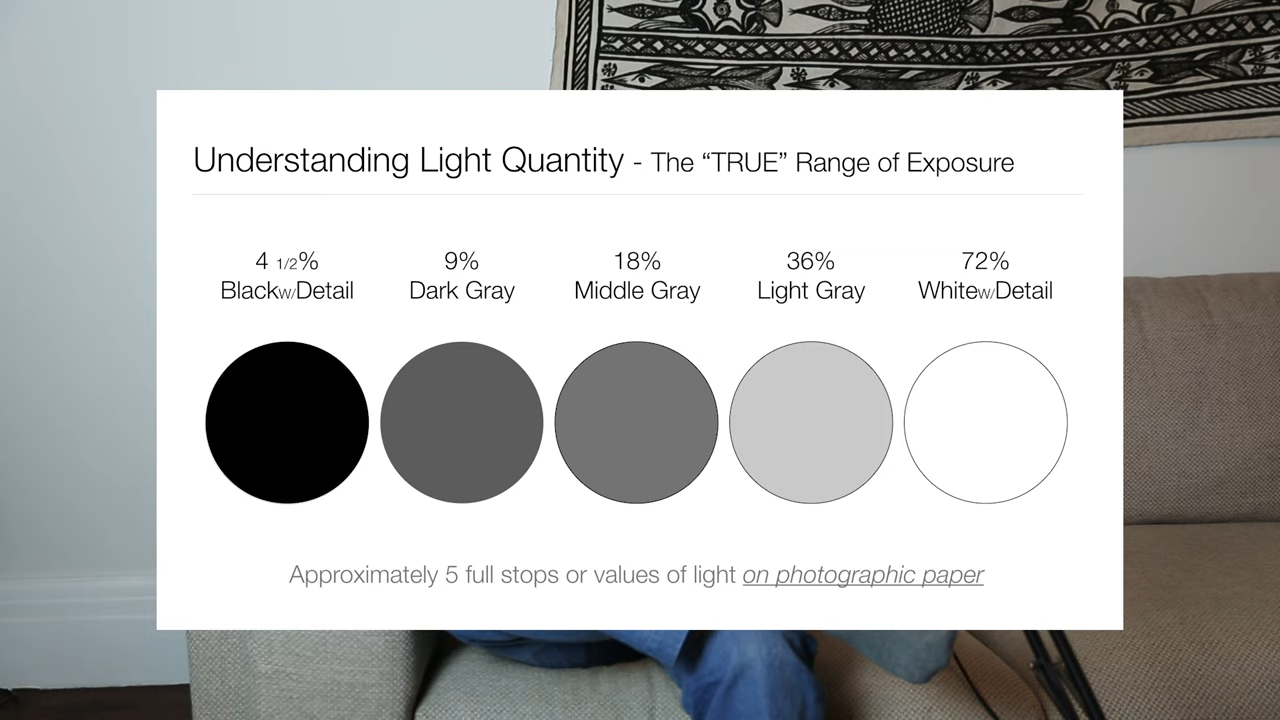 Understanding Light Quantity - The “TRUE” Range of Exposure
4 1/2% 9% 18% 36% 72%
Blackw/Detail Dark Gray Middle Gray Light Gray Whitew/Detail
Approximately 5 full stops or values of light on photographic paper